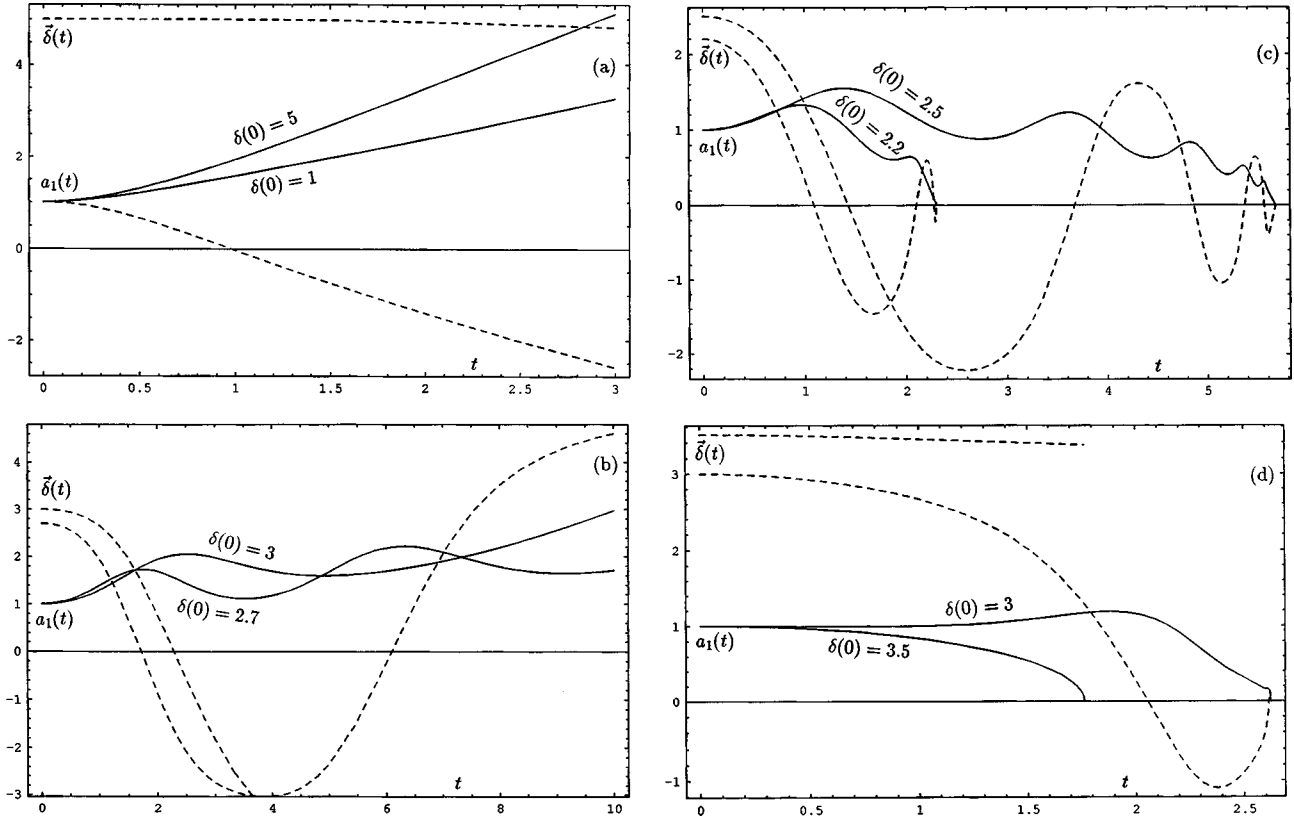 4
2
0
−2
0
0.5
1
1.5
2
2.5
3
δ⃗(t)
a₁(t)
δ(0) = 5
δ(0) = 1
t
(a)
2
1
0
−1
−2
0
1
2
3
4
5
δ⃗(t)
a₁(t)
δ(0) = 2.5
δ(0) = 2.2
t
(c)
4
3
2
1
0
−1
−2
−3
0
2
4
6
8
10
δ⃗(t)
a₁(t)
δ(0) = 3
δ(0) = 2.7
t
(b)
3
2
1
0
−1
0
0.5
1
1.5
2
2.5
δ⃗(t)
a₁(t)
δ(0) = 3
δ(0) = 3.5
t
(d)